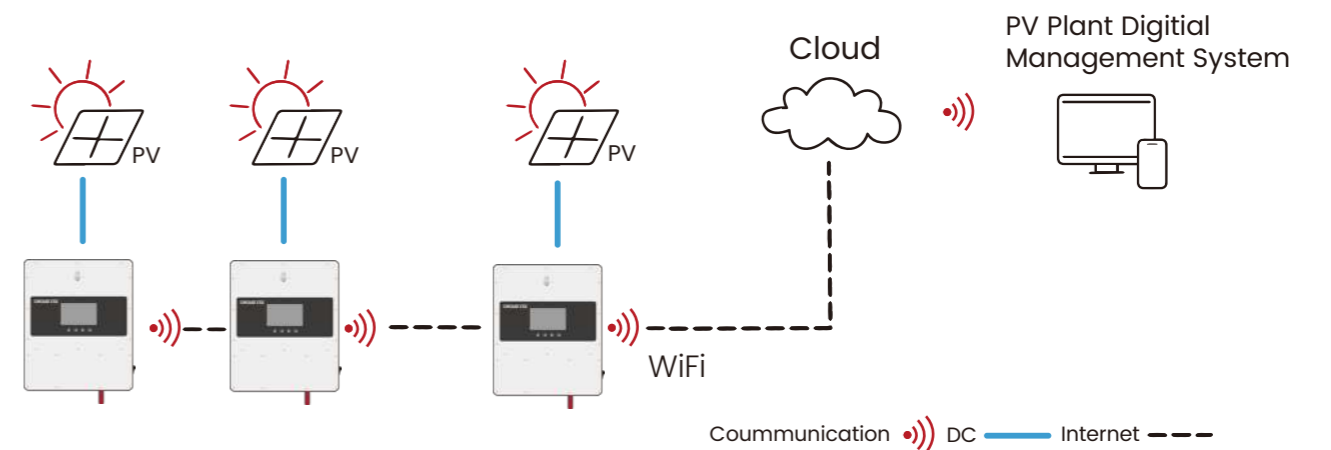 PV Plant Digitial
Management System
Cloud
PV
PV
PV
WiFi
Coummunication
DC
Internet